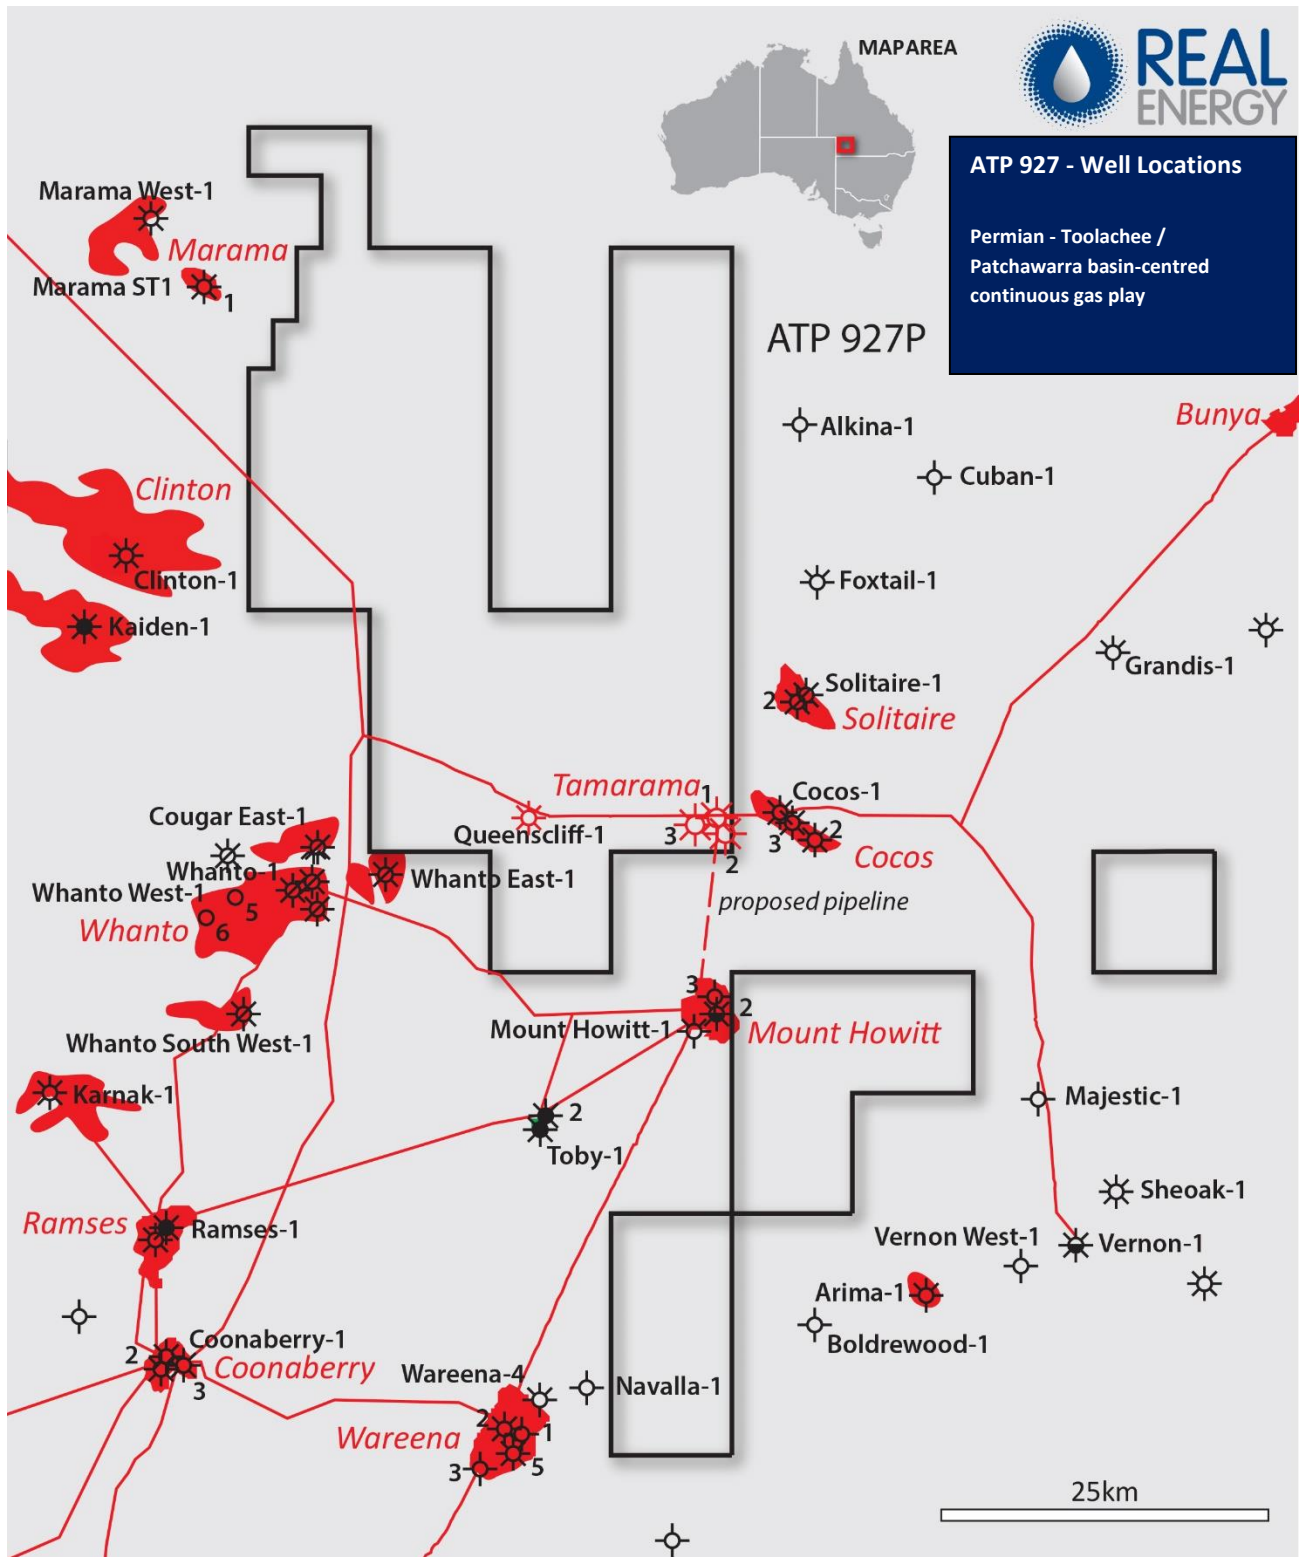 MAPAREA
REAL
ENERGY
ATP 927 - Well Locations
Permian - Toolachee /
Patchawarra basin-centred
continuous gas play
Marama West-1
Marama
Marama ST1
1
ATP 927P
Bunya
Alkina-1
Cuban-1
Clinton
Clinton-1
Foxtail-1
Kaiden-1
Grandis-1
Solitaire-1
2
Solitaire
Tamarama
1
Cocos-1
Cougar East-1
Queenscliff-1
3
2
3
2
Cocos
Whanto-1
Whanto East-1
Whanto West-1
5
6
Whanto
proposed pipeline
3
2
Mount Howitt-1
Mount Howitt
Whanto South West-1
Karnak-1
Majestic-1
2
Toby-1
Sheoak-1
Ramses
Ramses-1
Vernon West-1
Vernon-1
Arima-1
Boldrewood-1
Coonaberry-1
2
Coonaberry
3
Wareena-4
Navalla-1
2
1
Wareena
3
5
25km